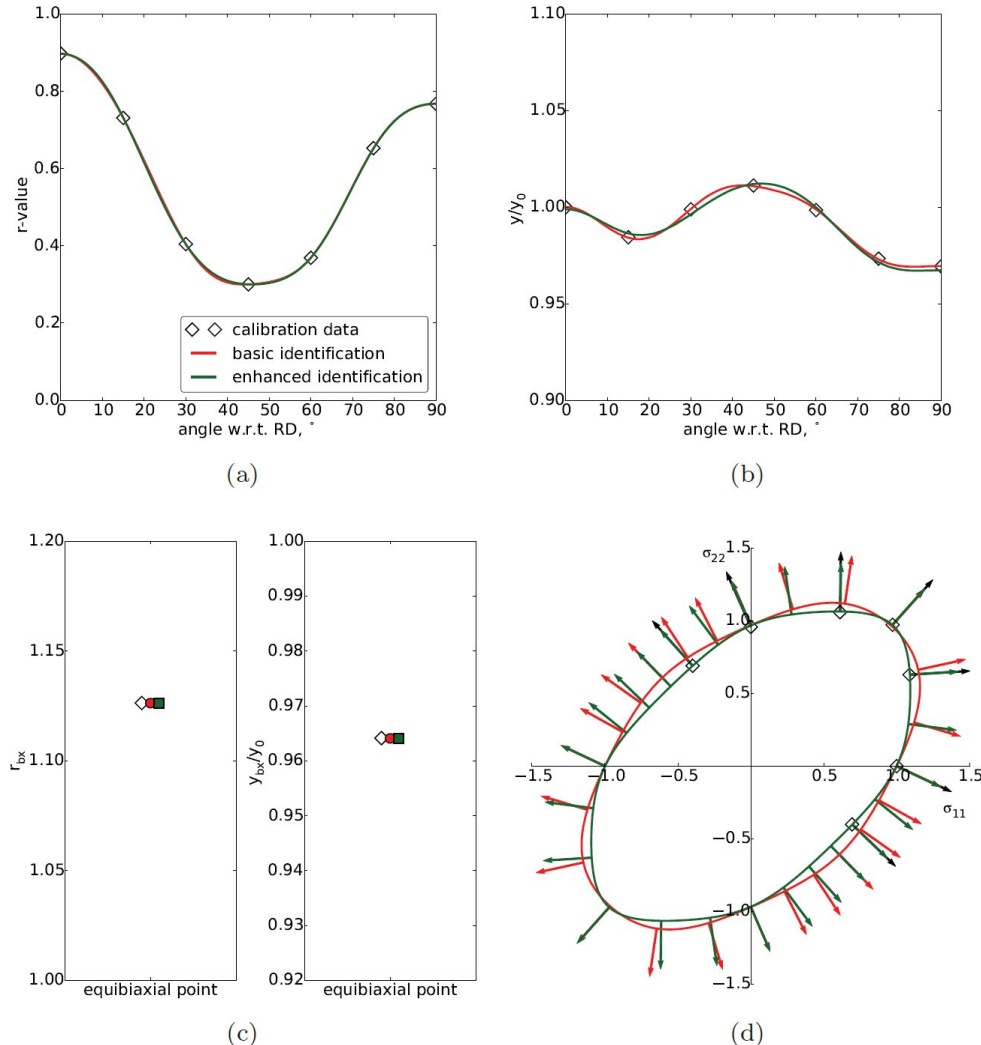 r-value
1.0
0.8
0.6
0.4
0.2
0.0
◇ ◇ calibration data
basic identification
enhanced identification
0 10 20 30 40 50 60 70 80 90
angle w.r.t. RD, °
(a)
y/y₀
1.10
1.05
1.00
0.95
0.90
0 10 20 30 40 50 60 70 80 90
angle w.r.t. RD, °
(b)
r_bx
1.20
1.15
1.10
1.05
1.00
equibiaxial point
y_bx/y₀
1.00
0.99
0.98
0.97
0.96
0.95
0.94
0.93
0.92
equibiaxial point
(c)
σ₂₂
1.5
1.0
0.5
−1.5 −1.0 −0.5 0.5 1.0 1.5
σ₁₁
−0.5
−1.0
−1.5
(d)